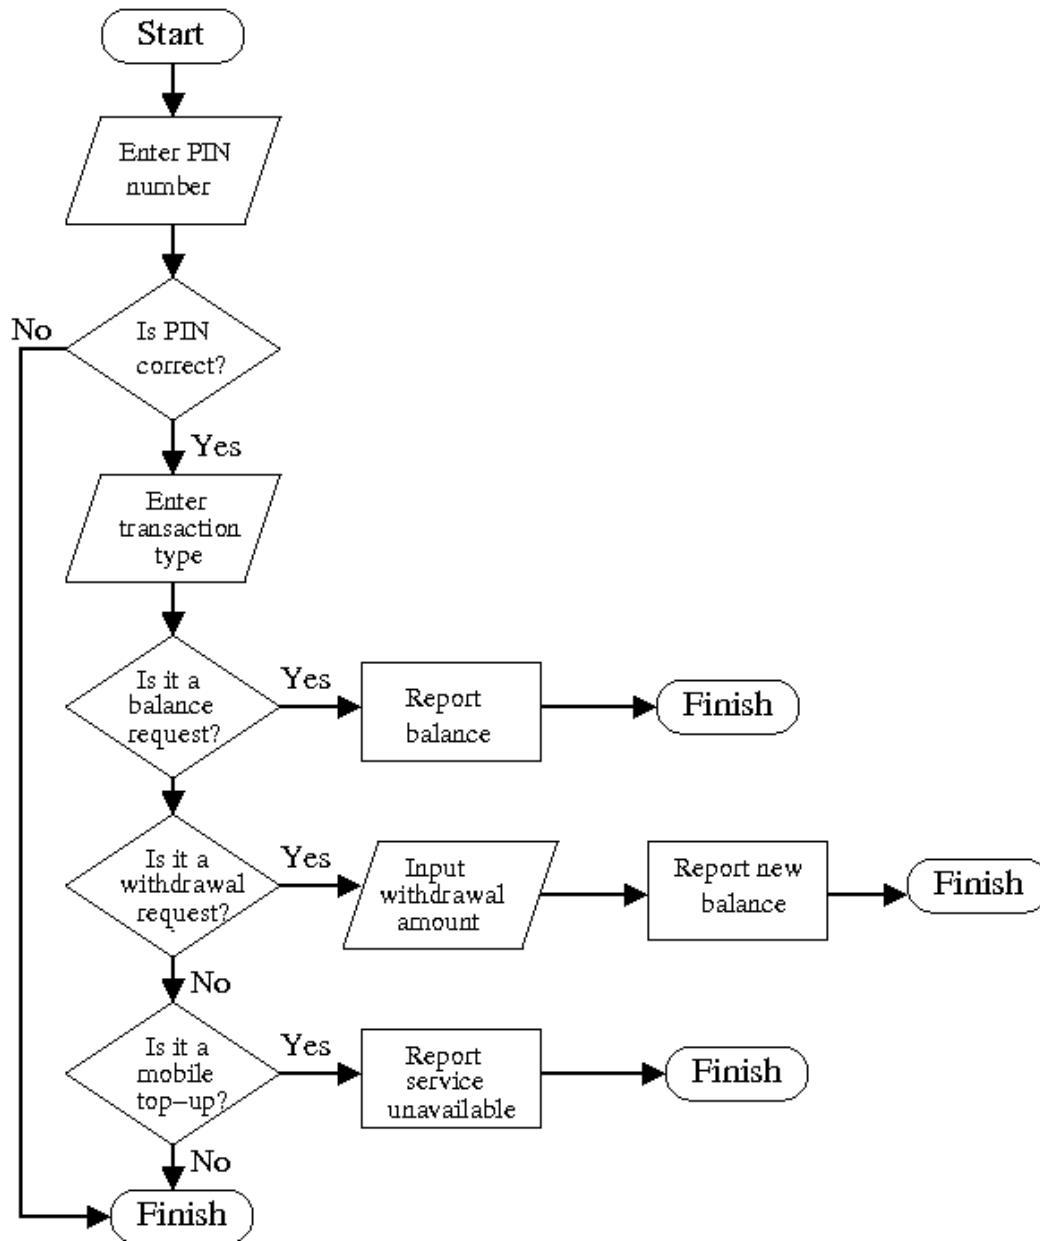 Start
Enter PIN
number
No
Is PIN
correct?
Yes
Enter
transaction
type
Is it a
balance
request?
Yes
Report
balance
Finish
Is it a
withdrawal
request?
Yes
Input
withdrawal
amount
Report new
balance
Finish
No
Is it a
mobile
top-up?
Yes
Report
service
unavailable
Finish
No
Finish